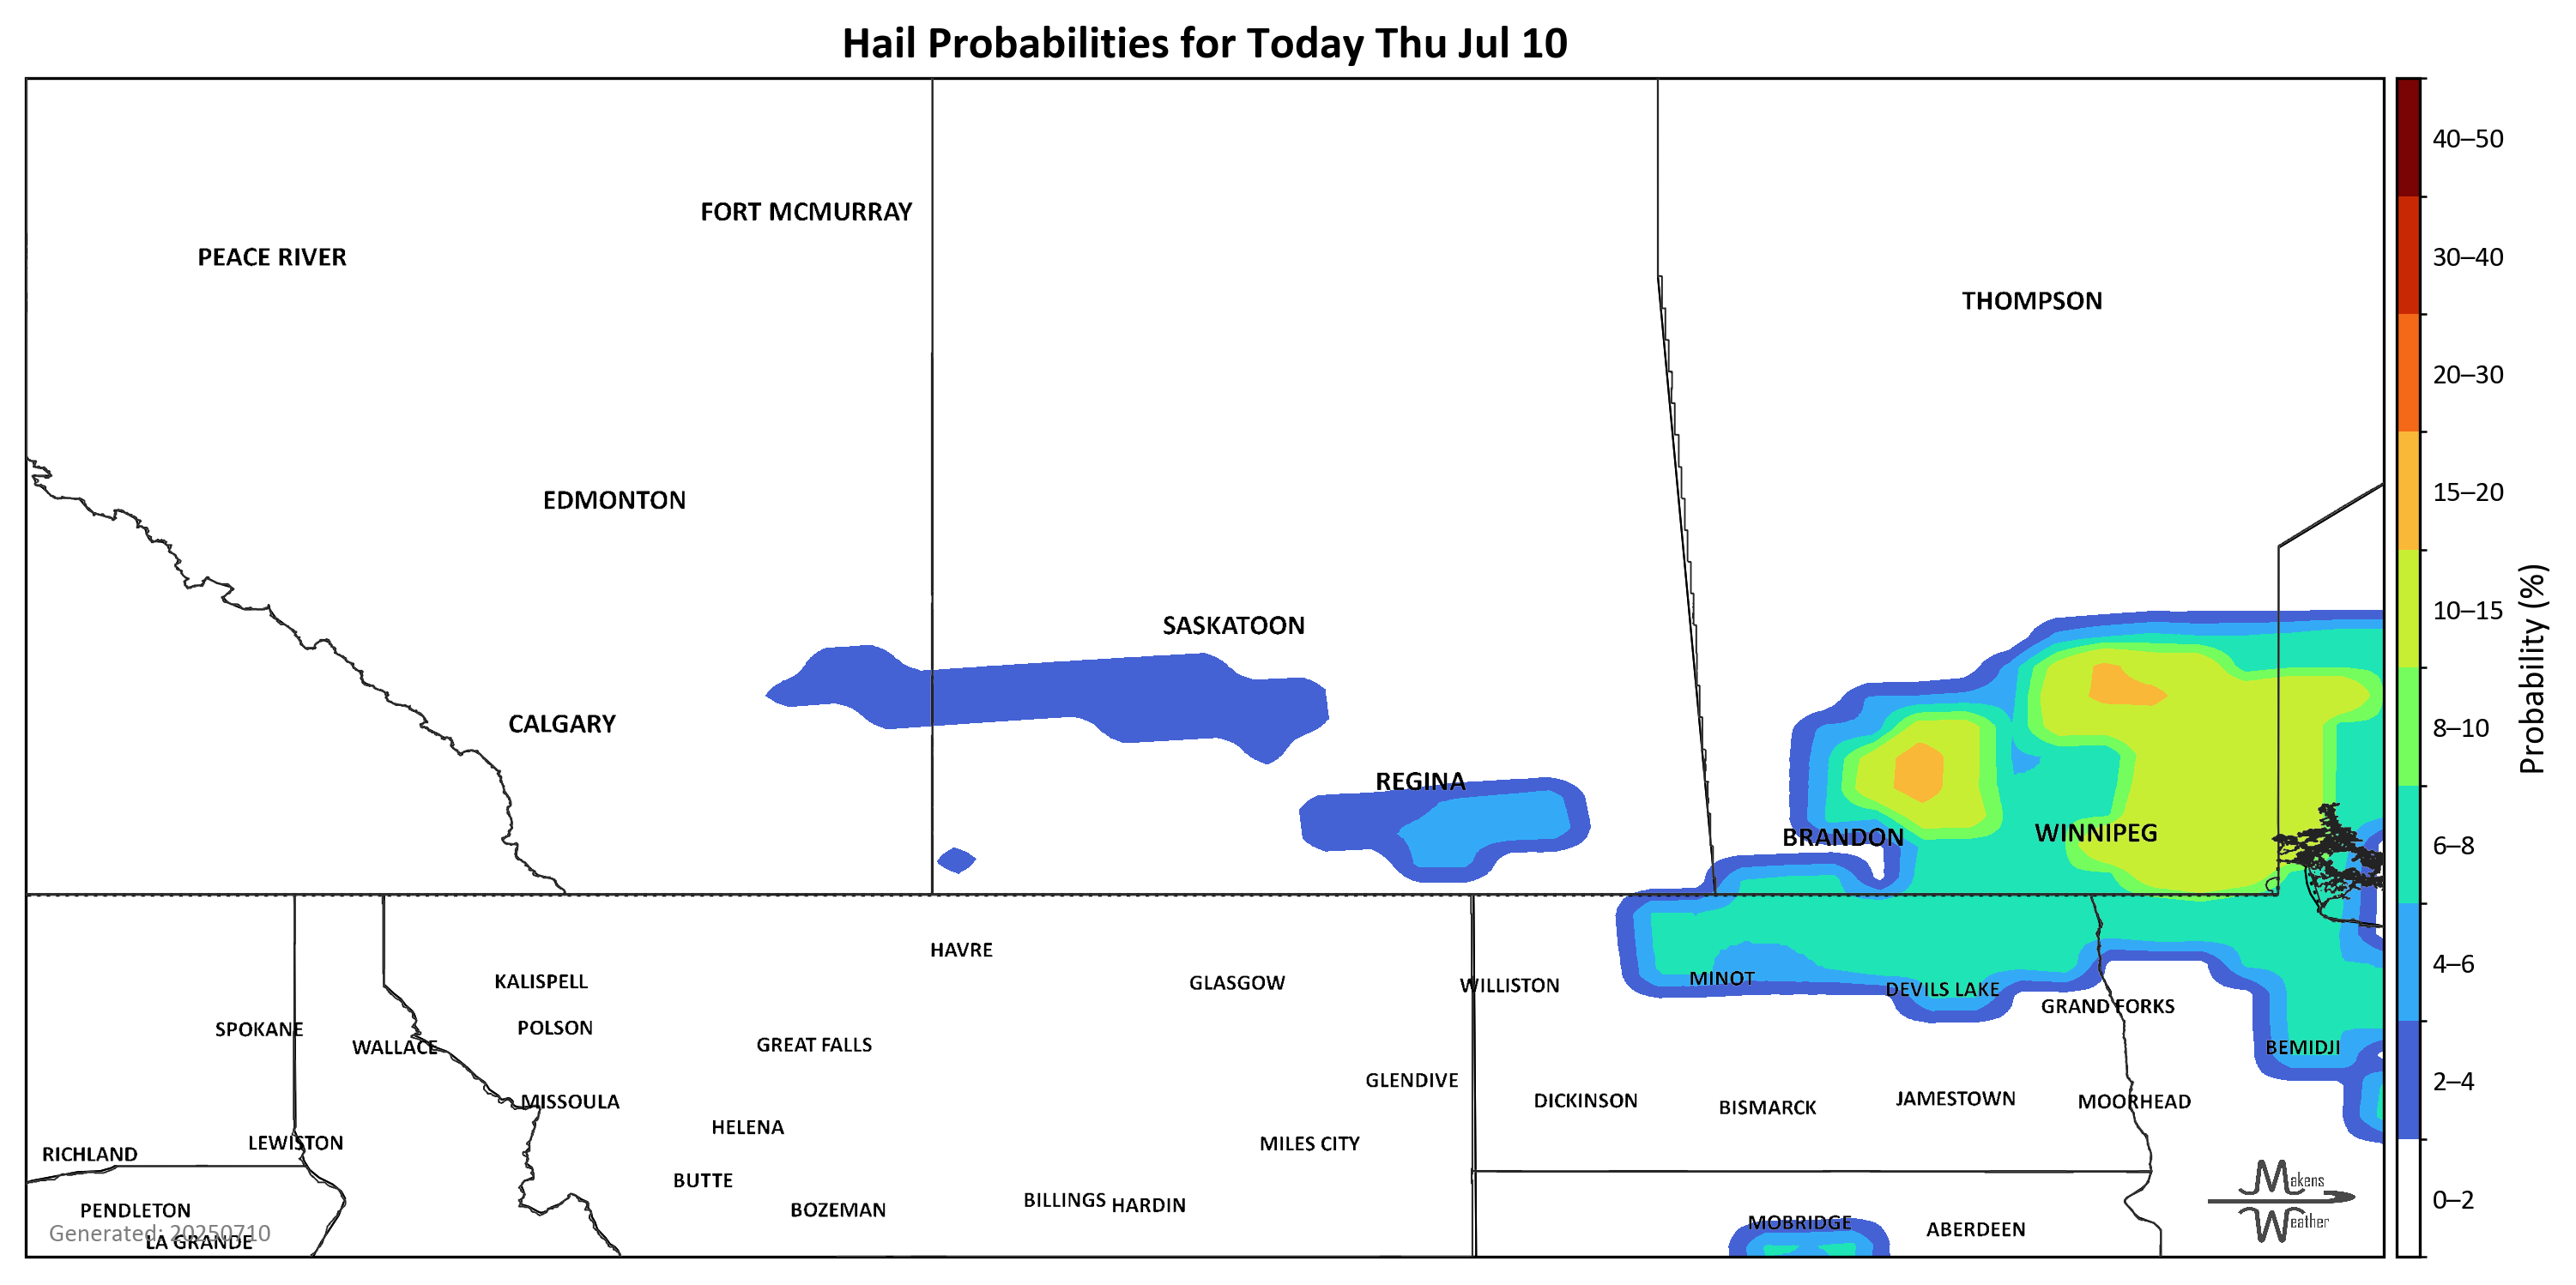 Hail Probabilities for Today Thu Jul 10
FORT MCMURRAY
PEACE RIVER
THOMPSON
EDMONTON
SASKATOON
CALGARY
REGINA
BRANDON
WINNIPEG
HAVRE
KALISPELL
GLASGOW
WILLISTON
MINOT
DEVILS LAKE
GRAND FORKS
SPOKANE
POLSON
WALLACE
GREAT FALLS
BEMIDJI
GLENDIVE
MISSOULA
DICKINSON
BISMARCK
JAMESTOWN
MOORHEAD
HELENA
LEWISTON
MILES CITY
RICHLAND
BUTTE
BILLINGS
HARDIN
PENDLETON
BOZEMAN
MOBRIDGE
ABERDEEN
Generated: 20250710
LA GRANDE
Makens
Weather
40–50
30–40
20–30
15–20
10–15
8–10
6–8
4–6
2–4
0–2
Probability (%)